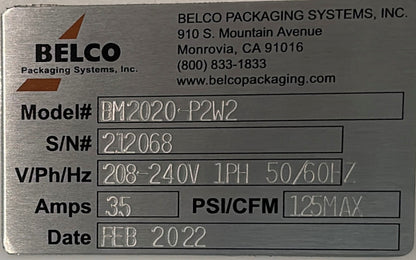 BELCO
Packaging Systems, Inc.
BELCO PACKAGING SYSTEMS, INC.
910 S. Mountain Avenue
Monrovia, CA 91016
(800) 833-1833
www.belcopackaging.com
Model# BM2020-P2W2
S/N# 212068
V/Ph/Hz 208-240V 1PH 50/60HZ
Amps 35 PSI/CFM 125MAX
Date FEB 2022